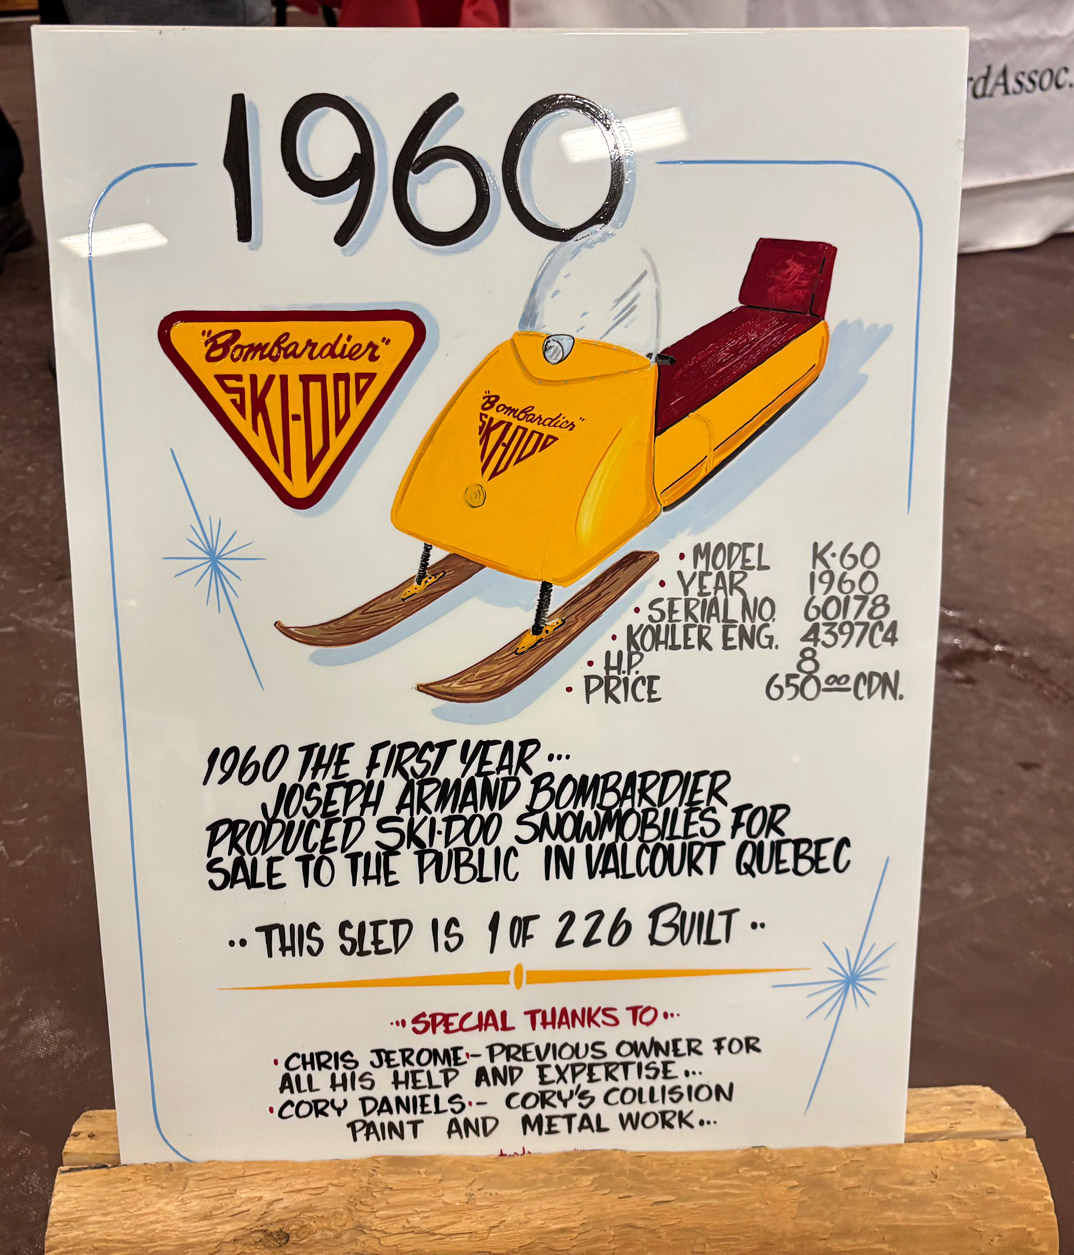 rdAssoc.
1960
"Bombardier"
SKI-DOO
"Bombardier"
SKI-DOO
• MODEL K·60
• YEAR 1960
• SERIAL NO. 60178
• KOHLER ENG. 4397C4
• H.P. 8
• PRICE 650⁰⁰ CDN.
1960 THE FIRST YEAR...
JOSEPH ARMAND BOMBARDIER
PRODUCED SKI·DOO SNOWMOBILES FOR
SALE TO THE PUBLIC IN VALCOURT QUEBEC
·· THIS SLED IS 1 OF 226 BUILT ··
··· SPECIAL THANKS TO ···
· CHRIS JEROME · - PREVIOUS OWNER FOR
ALL HIS HELP AND EXPERTISE...
· CORY DANIELS · - CORY'S COLLISION
PAINT AND METAL WORK...